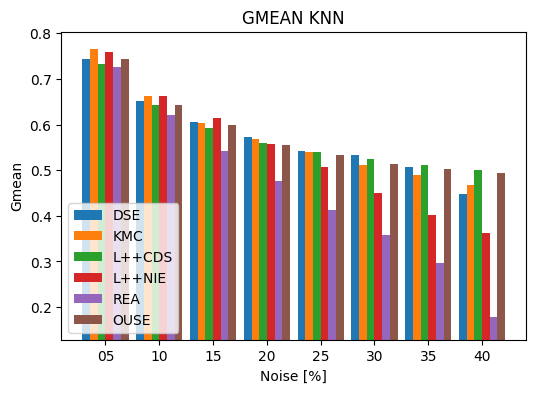 GMEAN KNN
Gmean
0.8
0.7
0.6
0.5
0.4
0.3
0.2
DSE
KMC
L++CDS
L++NIE
REA
OUSE
05 10 15 20 25 30 35 40
Noise [%]